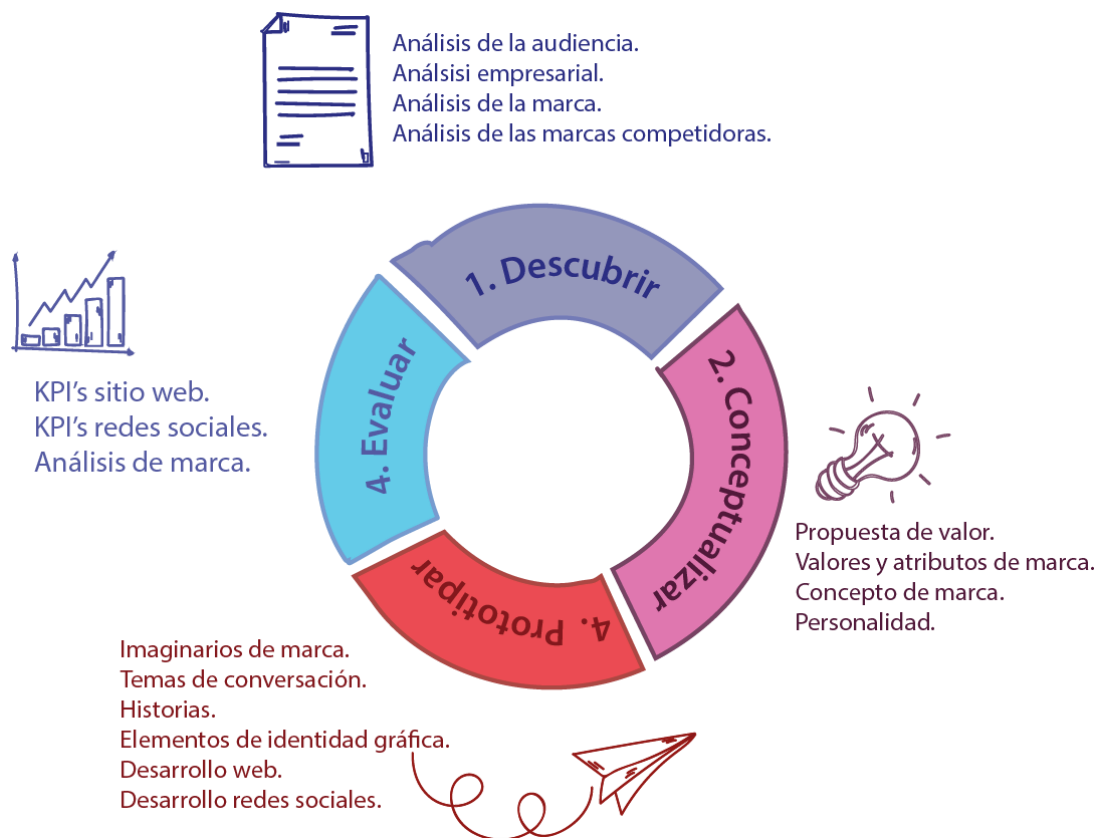 Análisis de la audiencia.
Análsisi empresarial.
Análisis de la marca.
Análisis de las marcas competidoras.
1. Descubrir
2. Conceptualizar
Propuesta de valor.
Valores y atributos de marca.
Concepto de marca.
Personalidad.
4. Prototipar
Imaginarios de marca.
Temas de conversación.
Historias.
Elementos de identidad gráfica.
Desarrollo web.
Desarrollo redes sociales.
4. Evaluar
KPI's sitio web.
KPI's redes sociales.
Análisis de marca.